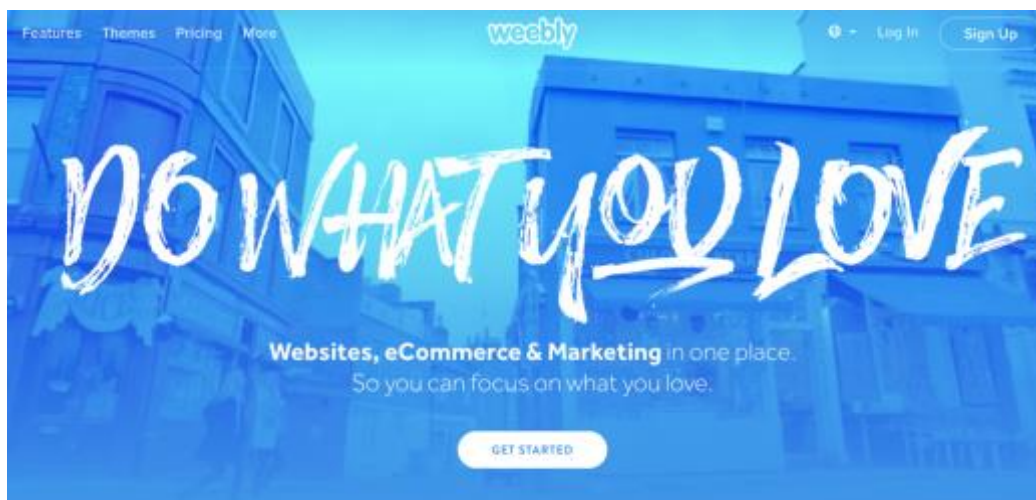 Features Themes Pricing More weebly Log In Sign Up
DO WHAT YOU LOVE
Websites, eCommerce & Marketing in one place.
So you can focus on what you love.
GET STARTED